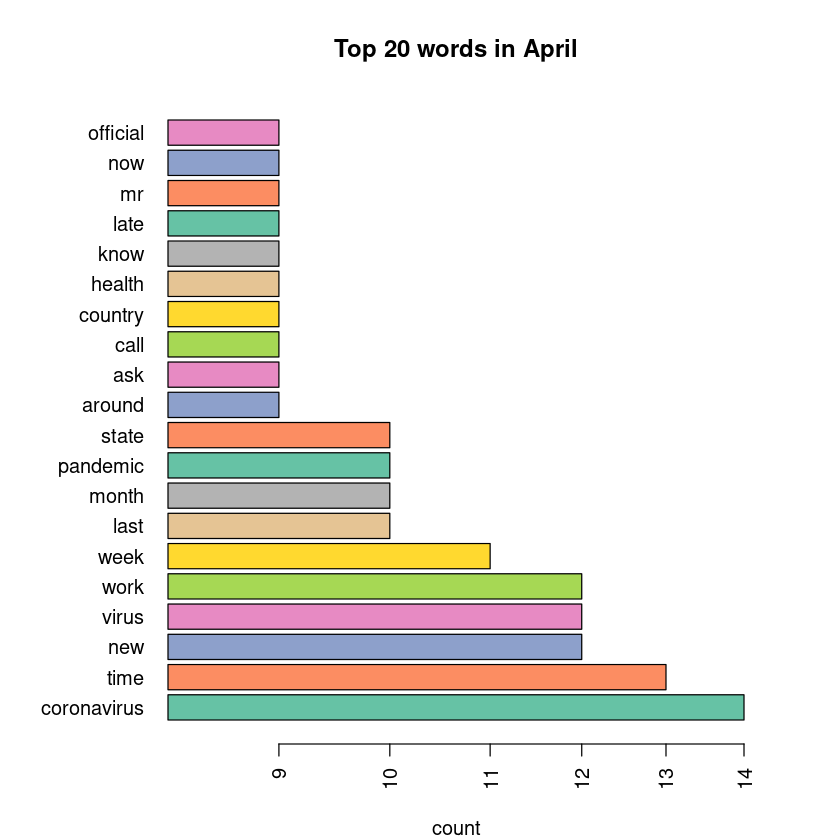 Top 20 words in April
official
now
mr
late
know
health
country
call
ask
around
state
pandemic
month
last
week
work
virus
new
time
coronavirus
9 10 11 12 13 14
count